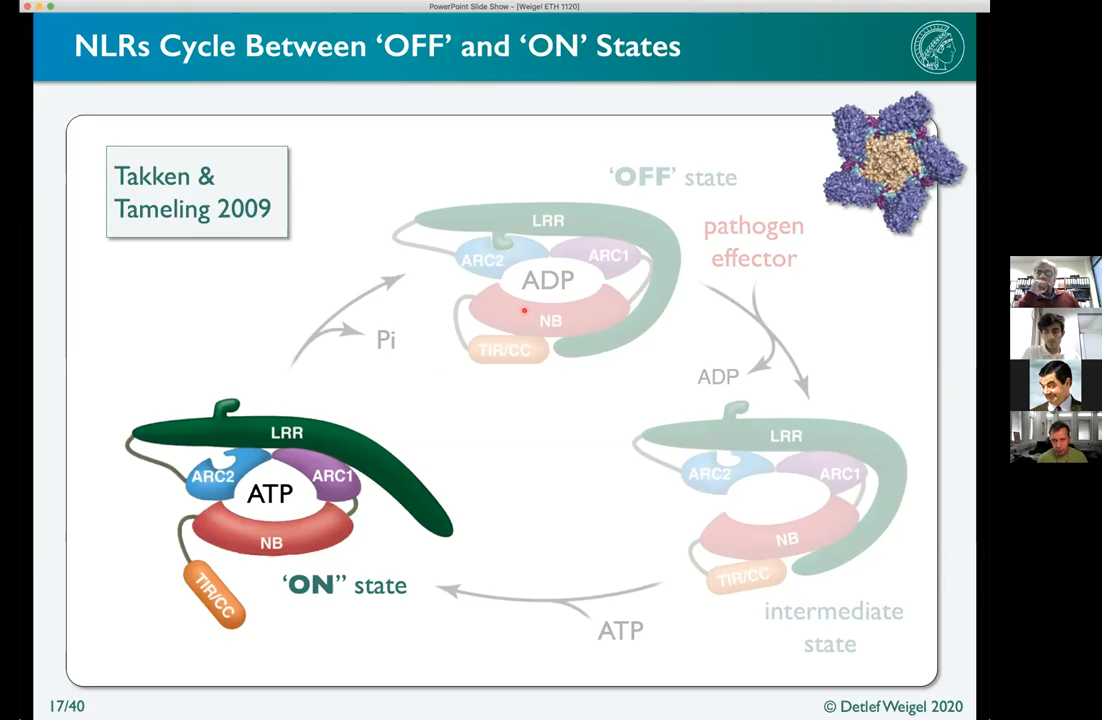 PowerPoint Slide Show - [Weigel ETH 1120]
NLRs Cycle Between ‘OFF’ and ‘ON’ States
Takken &
Tameling 2009
‘OFF’ state
LRR
ARC2
ARC1
ADP
NB
TIR/CC
pathogen
effector
Pi
ADP
LRR
ARC2
ARC1
ATP
NB
TIR/CC
‘ON’’ state
LRR
ARC2
ARC1
NB
TIR/CC
intermediate
state
ATP
17/40
© Detlef Weigel 2020